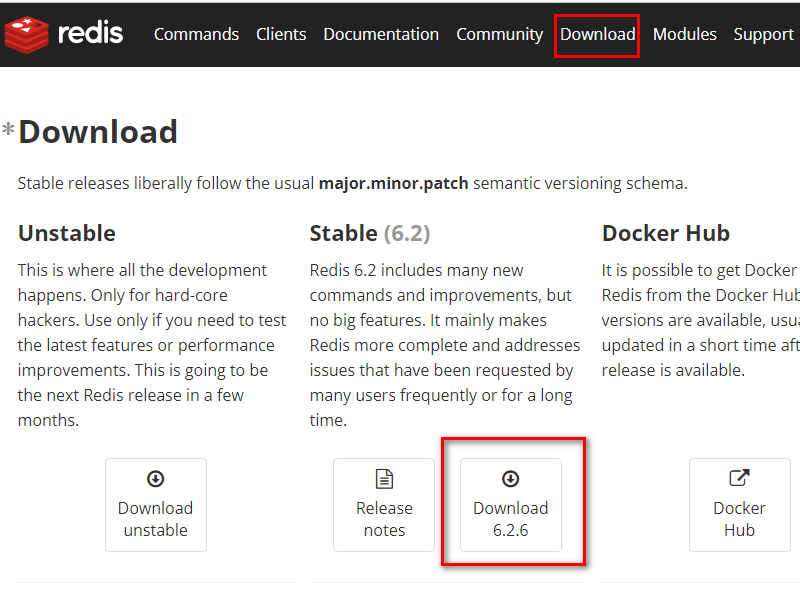 redis Commands Clients Documentation Community Download Modules Support
*Download
Stable releases liberally follow the usual major.minor.patch semantic versioning schema.
Unstable
This is where all the development
happens. Only for hard-core
hackers. Use only if you need to test
the latest features or performance
improvements. This is going to be
the next Redis release in a few
months.
Download
unstable
Stable (6.2)
Redis 6.2 includes many new
commands and improvements, but
no big features. It mainly makes
Redis more complete and addresses
issues that have been requested by
many users frequently or for a long
time.
Release
notes
Download
6.2.6
Docker Hub
It is possible to get Docker
Redis from the Docker Hub
versions are available,
updated in a short time
release is available.
Docker
Hub